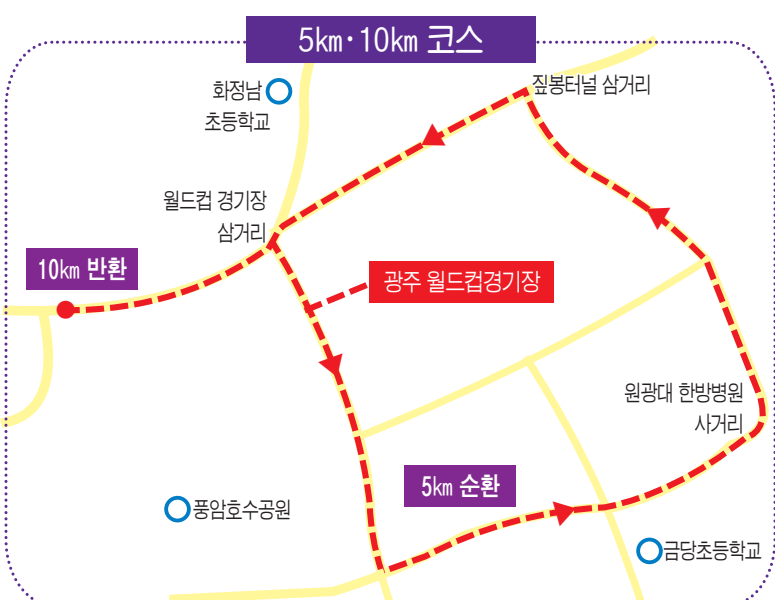 5km·10km 코스
화정남
초등학교
짚봉터널 삼거리
월드컵 경기장
삼거리
10km 반환
광주 월드컵경기장
원광대 한방병원
사거리
5km 순환
풍암호수공원
금당초등학교